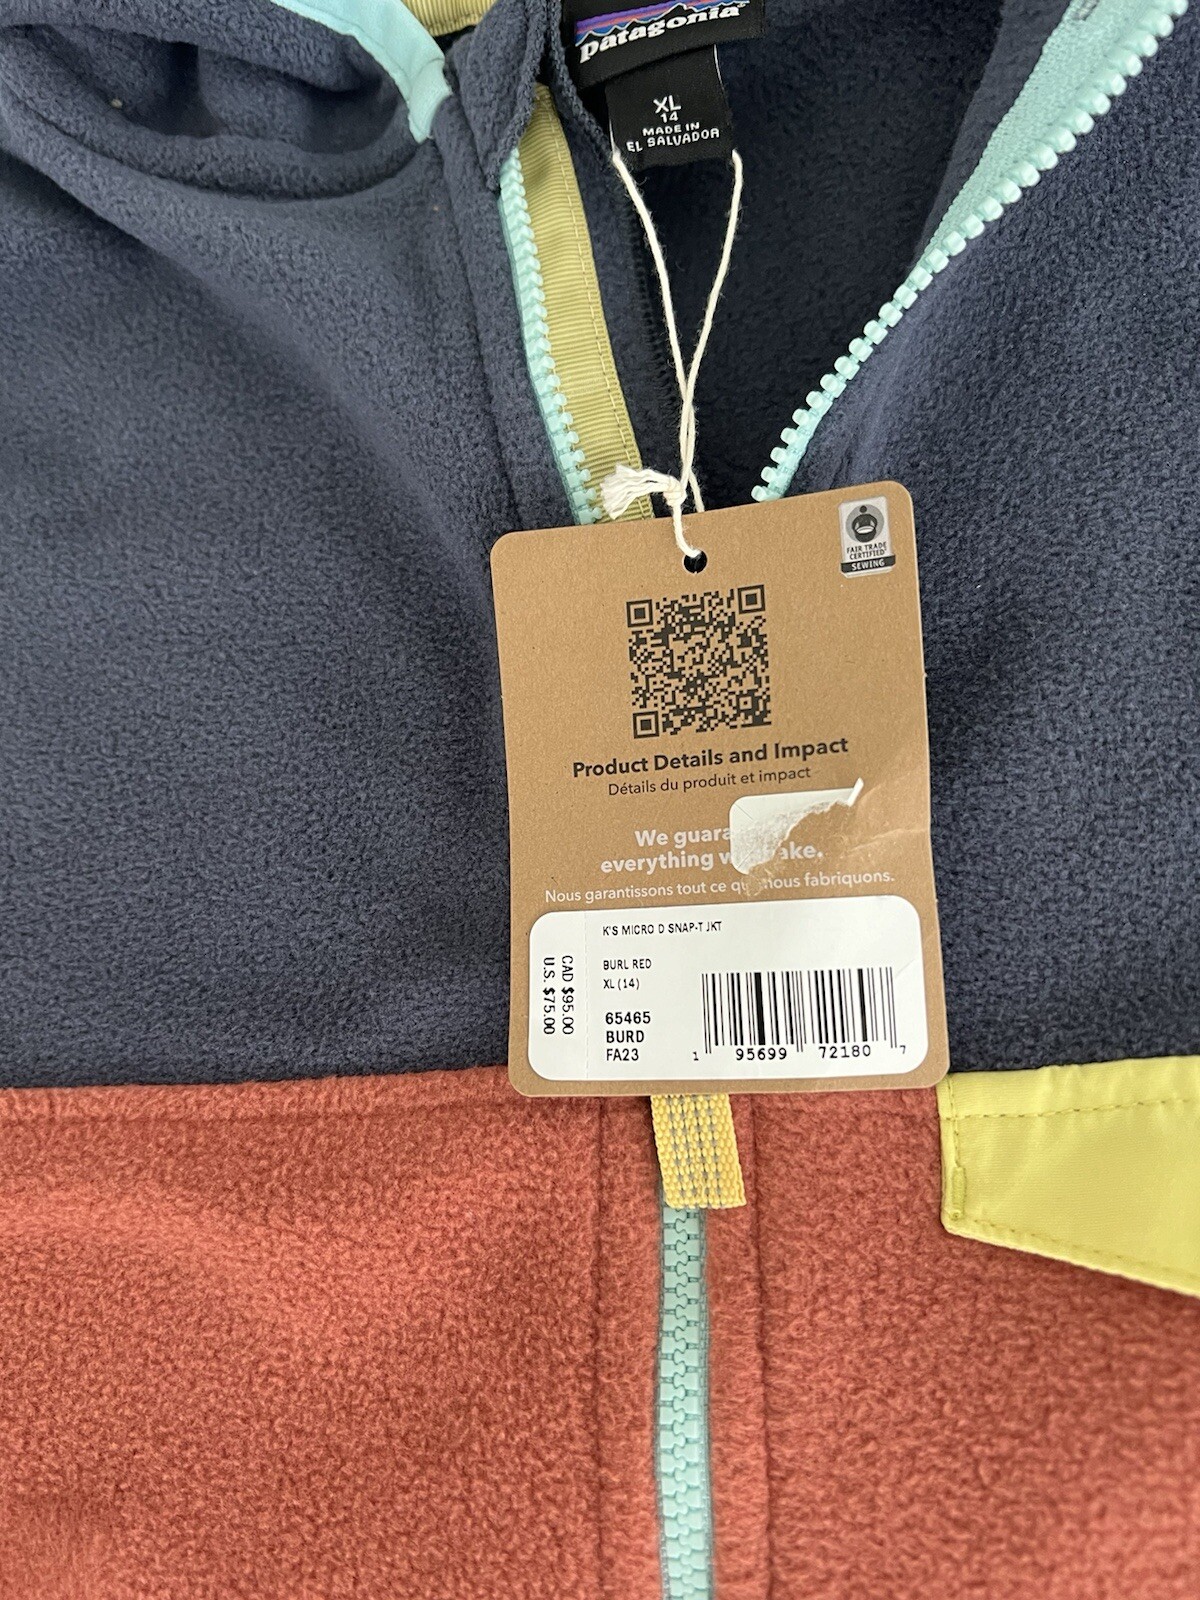 patagonia
XL
14
MADE IN
EL SALVADOR
FAIR TRADE
CERTIFIED
SEWING
Product Details and Impact
Détails du produit et impact
We
everything
Nous garantissons tout ce nous fabriquons.
K'S MICRO D SNAP-T JKT
BURL RED
XL (14)
65465
BURD
FA23
CAD $95.00
U.S. $75.00
1 95699 72180 7